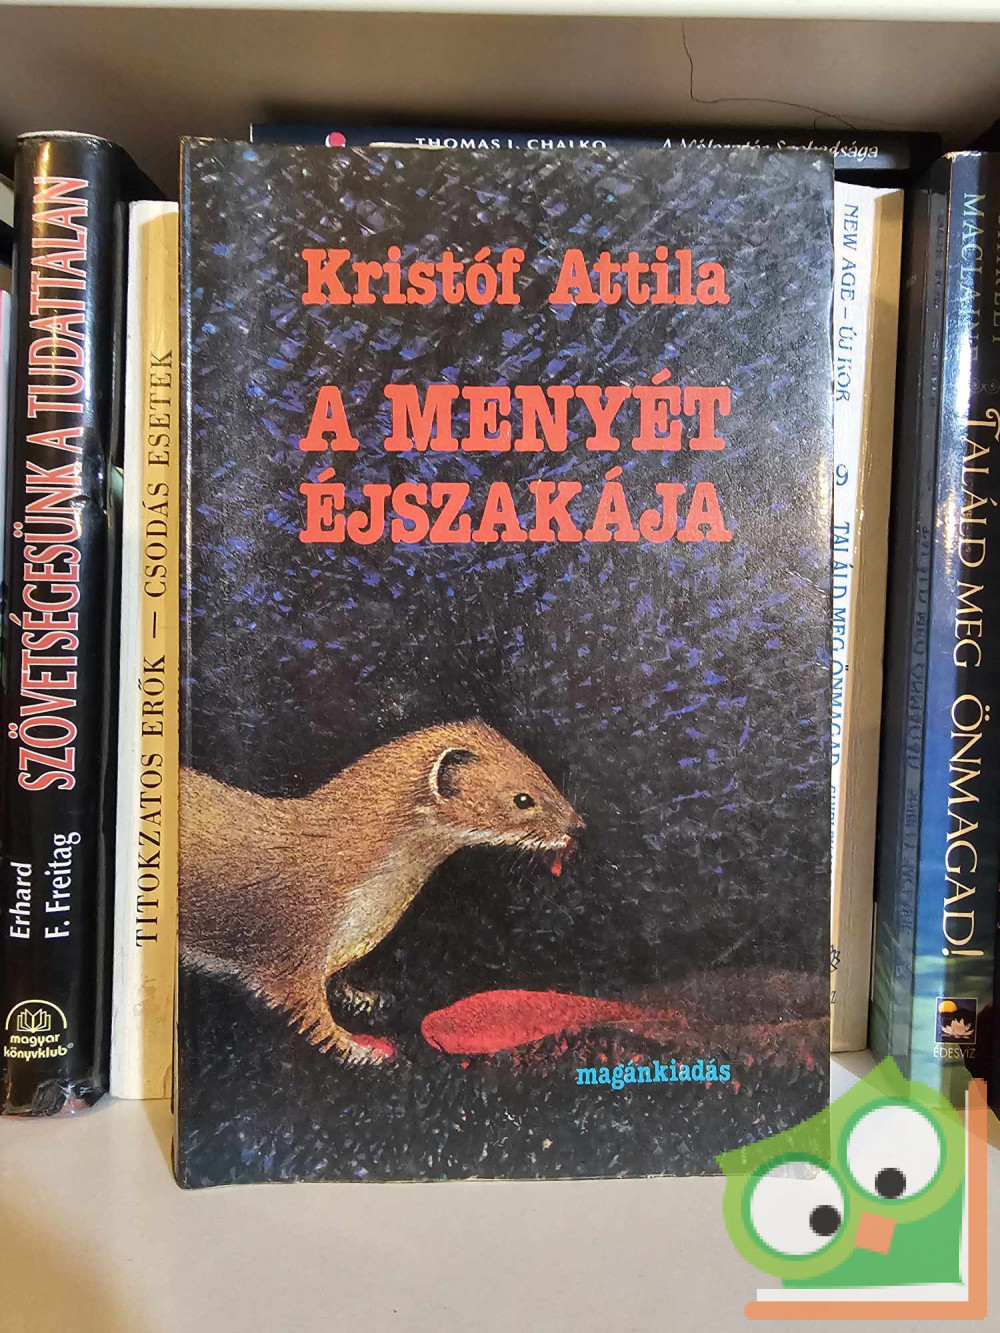 THOMAS J. CHALKO
Kristóf Attila
A MENYÉT
ÉJSZAKÁJA
magánkiadás
Erhard
F. Freitag
SZÖVETSÉGESÜNK A TUDATTALAN
magyar
könyvklub
TITOKZATOS ERŐK — CSODÁS ESETEK
NEW AGE – ÚJ KOR
TALÁLD MEG ÖNMAGAD
MACLAINE
TALÁLD MEG ÖNMAGAD!
ÉDESVÍZ